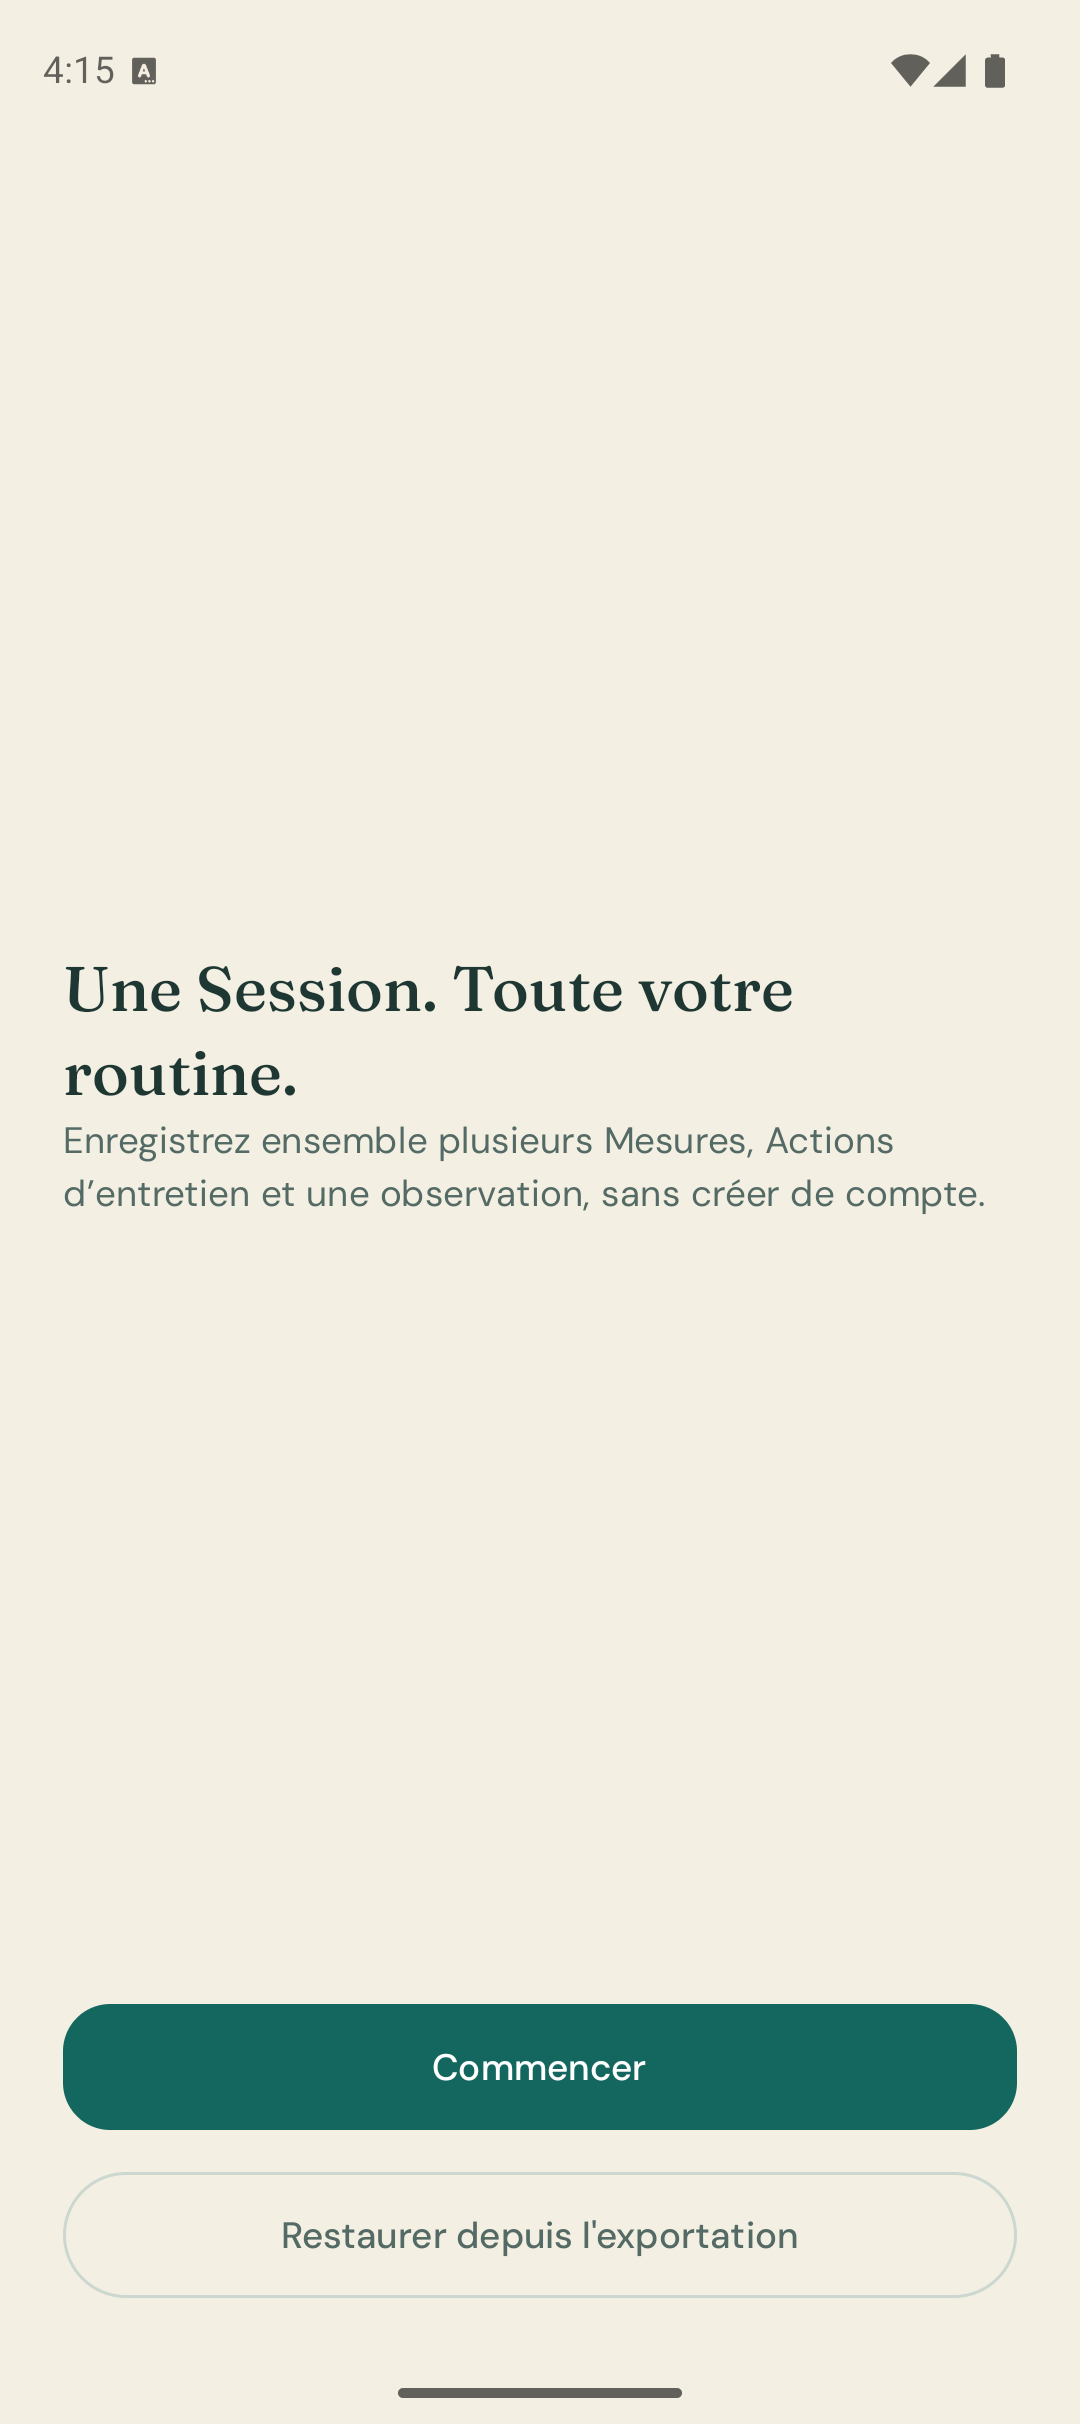 4:15
Une Session. Toute votre
routine.
Enregistrez ensemble plusieurs Mesures, Actions
d’entretien et une observation, sans créer de compte.
Commencer
Restaurer depuis l'exportation